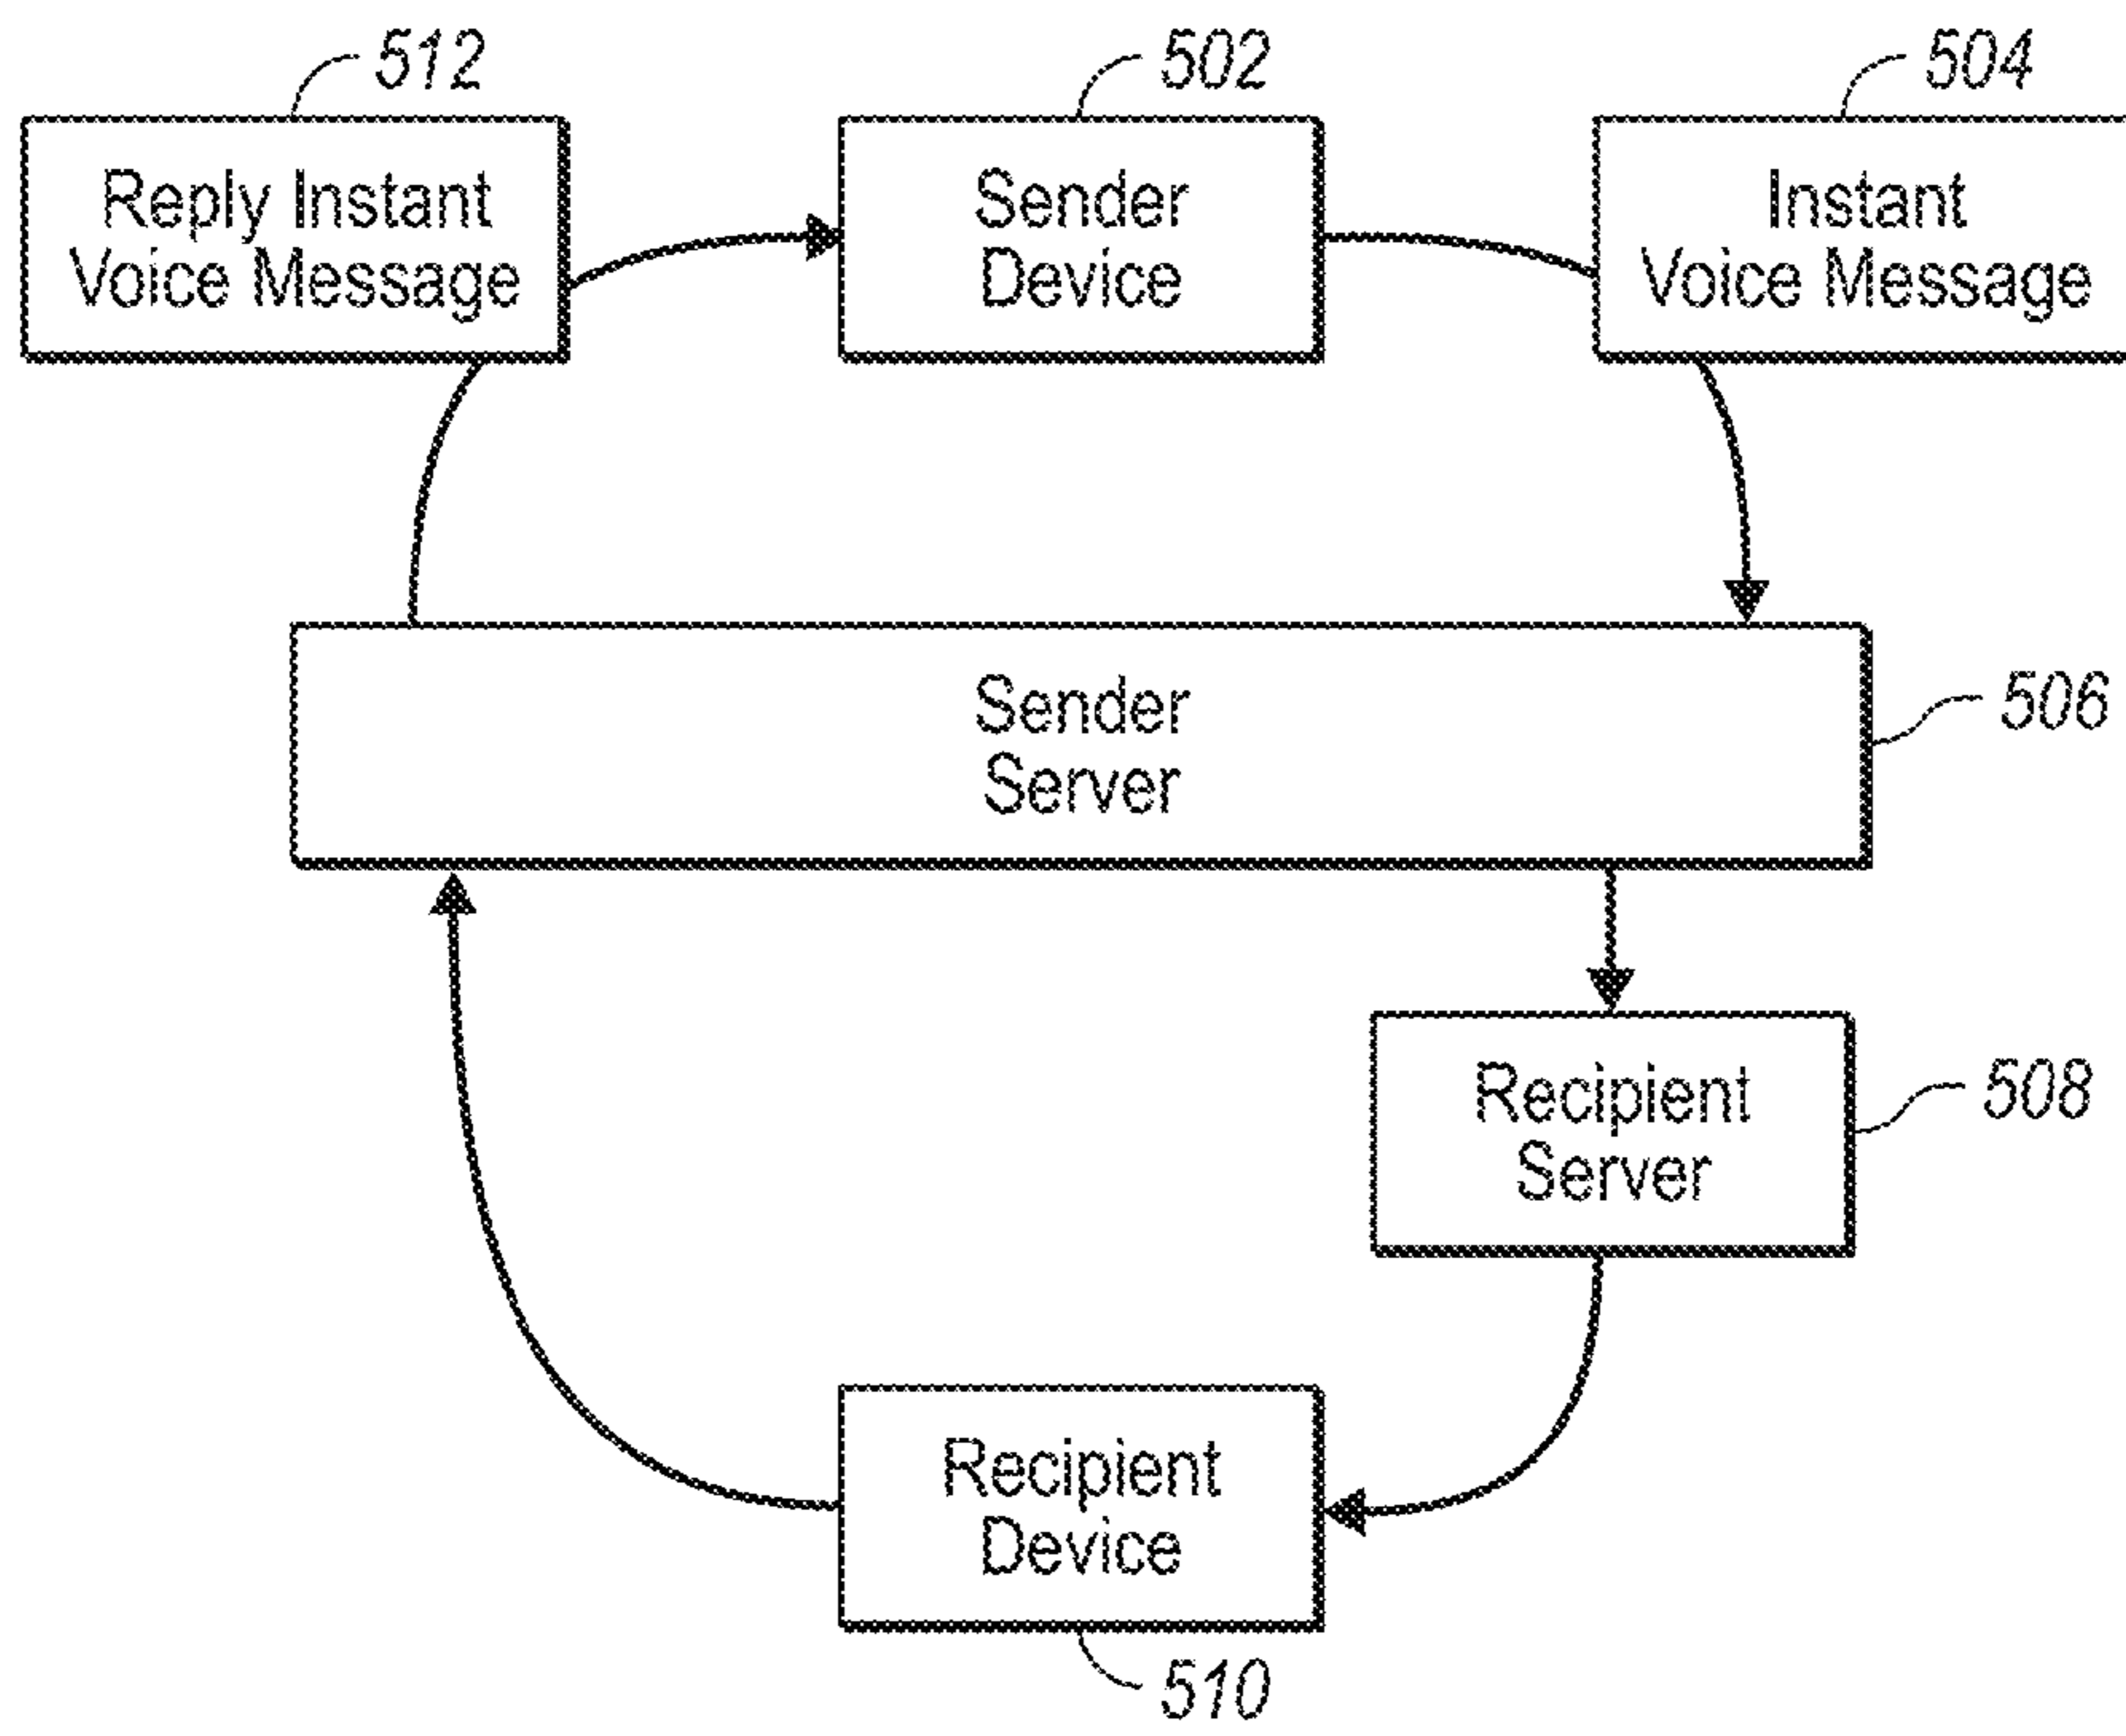 512
502
504
Reply Instant
Voice Message
Sender
Device
Instant
Voice Message
Sender
Server
506
Recipient
Server
508
Recipient
Device
510